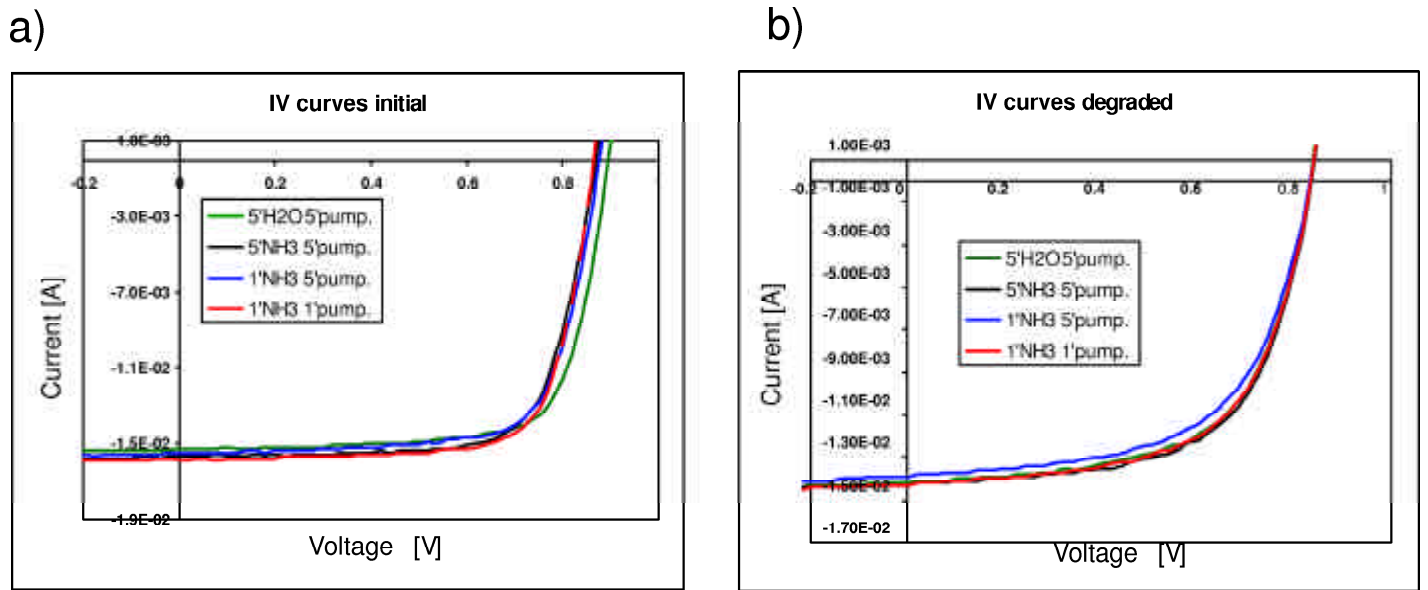 a)
IV curves initial
1.0E-03
-0.2 0 0.2 0.4 0.6 0.8
-3.0E-03
-7.0E-03
-1.1E-02
-1.5E-02
-1.9E-02
5'H2O5'pump.
5'NH3 5'pump.
1'NH3 5'pump.
1'NH3 1'pump.
Current [A]
Voltage [V]
b)
IV curves degraded
1.00E-03
-0.2 0 0.2 0.4 0.6 0.8 1
-1.00E-03
-3.00E-03
-5.00E-03
-7.00E-03
-9.00E-03
-1.10E-02
-1.30E-02
-1.50E-02
-1.70E-02
5'H2O5'pump.
5'NH3 5'pump.
1'NH3 5'pump.
1'NH3 1'pump.
Current [A]
Voltage [V]